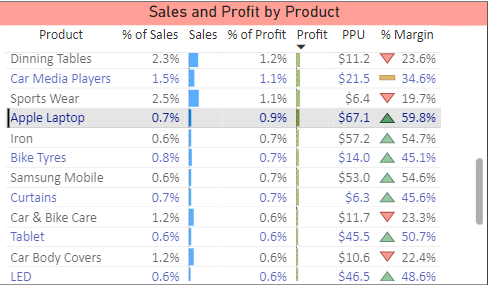 Sales and Profit by Product
Product % of Sales Sales % of Profit Profit PPU % Margin
Dinning Tables 2.3% 1.2% $11.2 23.6%
Car Media Players 1.5% 1.1% $21.5 34.6%
Sports Wear 2.5% 1.1% $6.4 19.7%
Apple Laptop 0.7% 0.9% $67.1 59.8%
Iron 0.6% 0.7% $57.2 54.7%
Bike Tyres 0.8% 0.7% $14.0 45.1%
Samsung Mobile 0.6% 0.7% $53.0 54.6%
Curtains 0.7% 0.7% $6.3 45.6%
Car & Bike Care 1.2% 0.6% $11.7 23.3%
Tablet 0.6% 0.6% $45.5 50.7%
Car Body Covers 1.2% 0.6% $10.6 22.4%
LED 0.6% 0.6% $46.5 48.6%